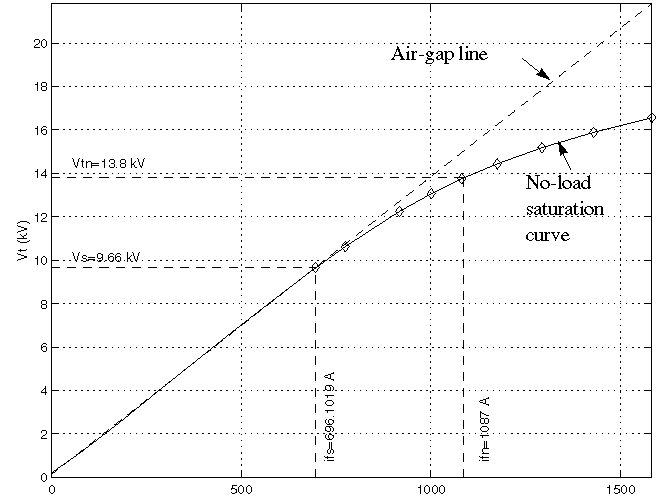 20
18
16
14
12
10
8
6
4
2
0
Vt (kV)
Air-gap line
Vtn=13.8 kV
No-load
saturation
curve
Vs=9.66 kV
ifs=696.1019 A
ifn=1087 A
0
500
1000
1500